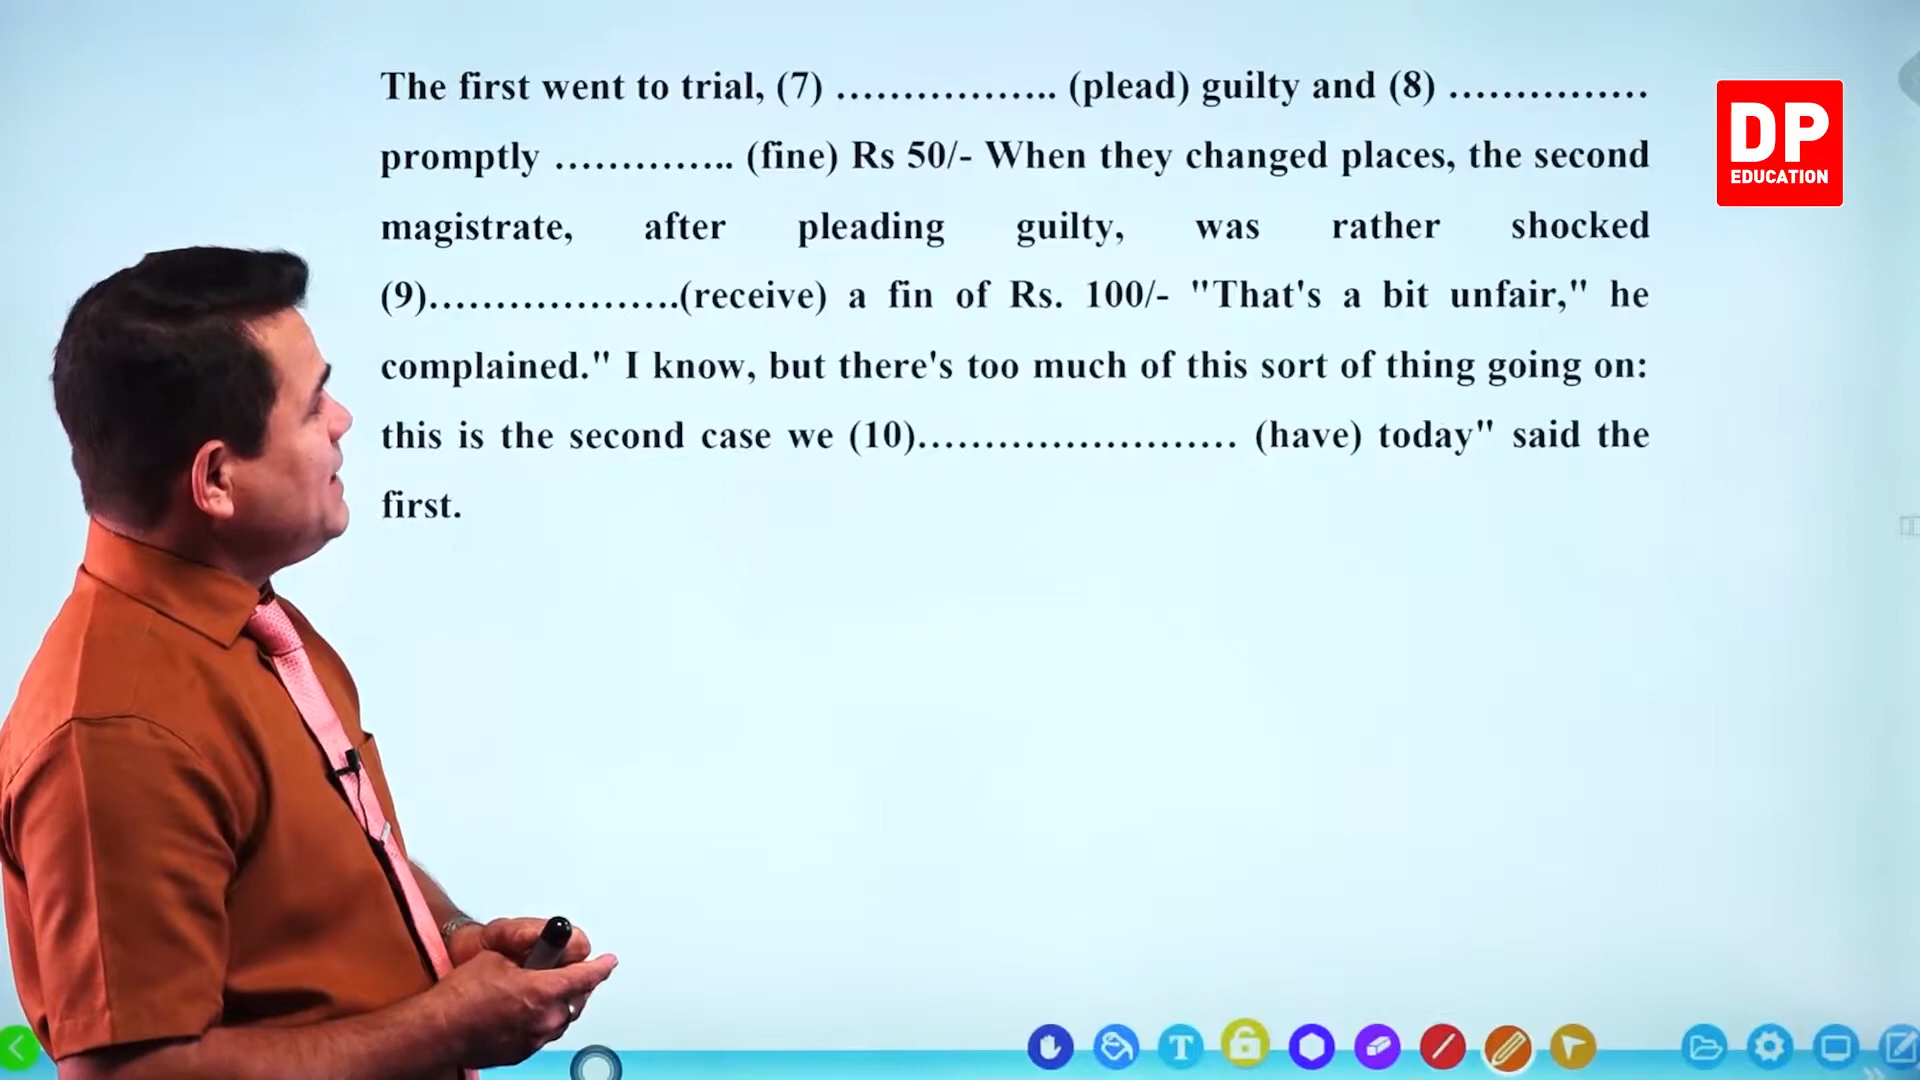 The first went to trial, (7) ................. (plead) guilty and (8) ...............
promptly .............. (fine) Rs 50/- When they changed places, the second
magistrate, after pleading guilty, was rather shocked
(9)...................(receive) a fin of Rs. 100/- "That's a bit unfair," he
complained." I know, but there's too much of this sort of thing going on:
this is the second case we (10)........................ (have) today" said the
first.
DP
EDUCATION
T